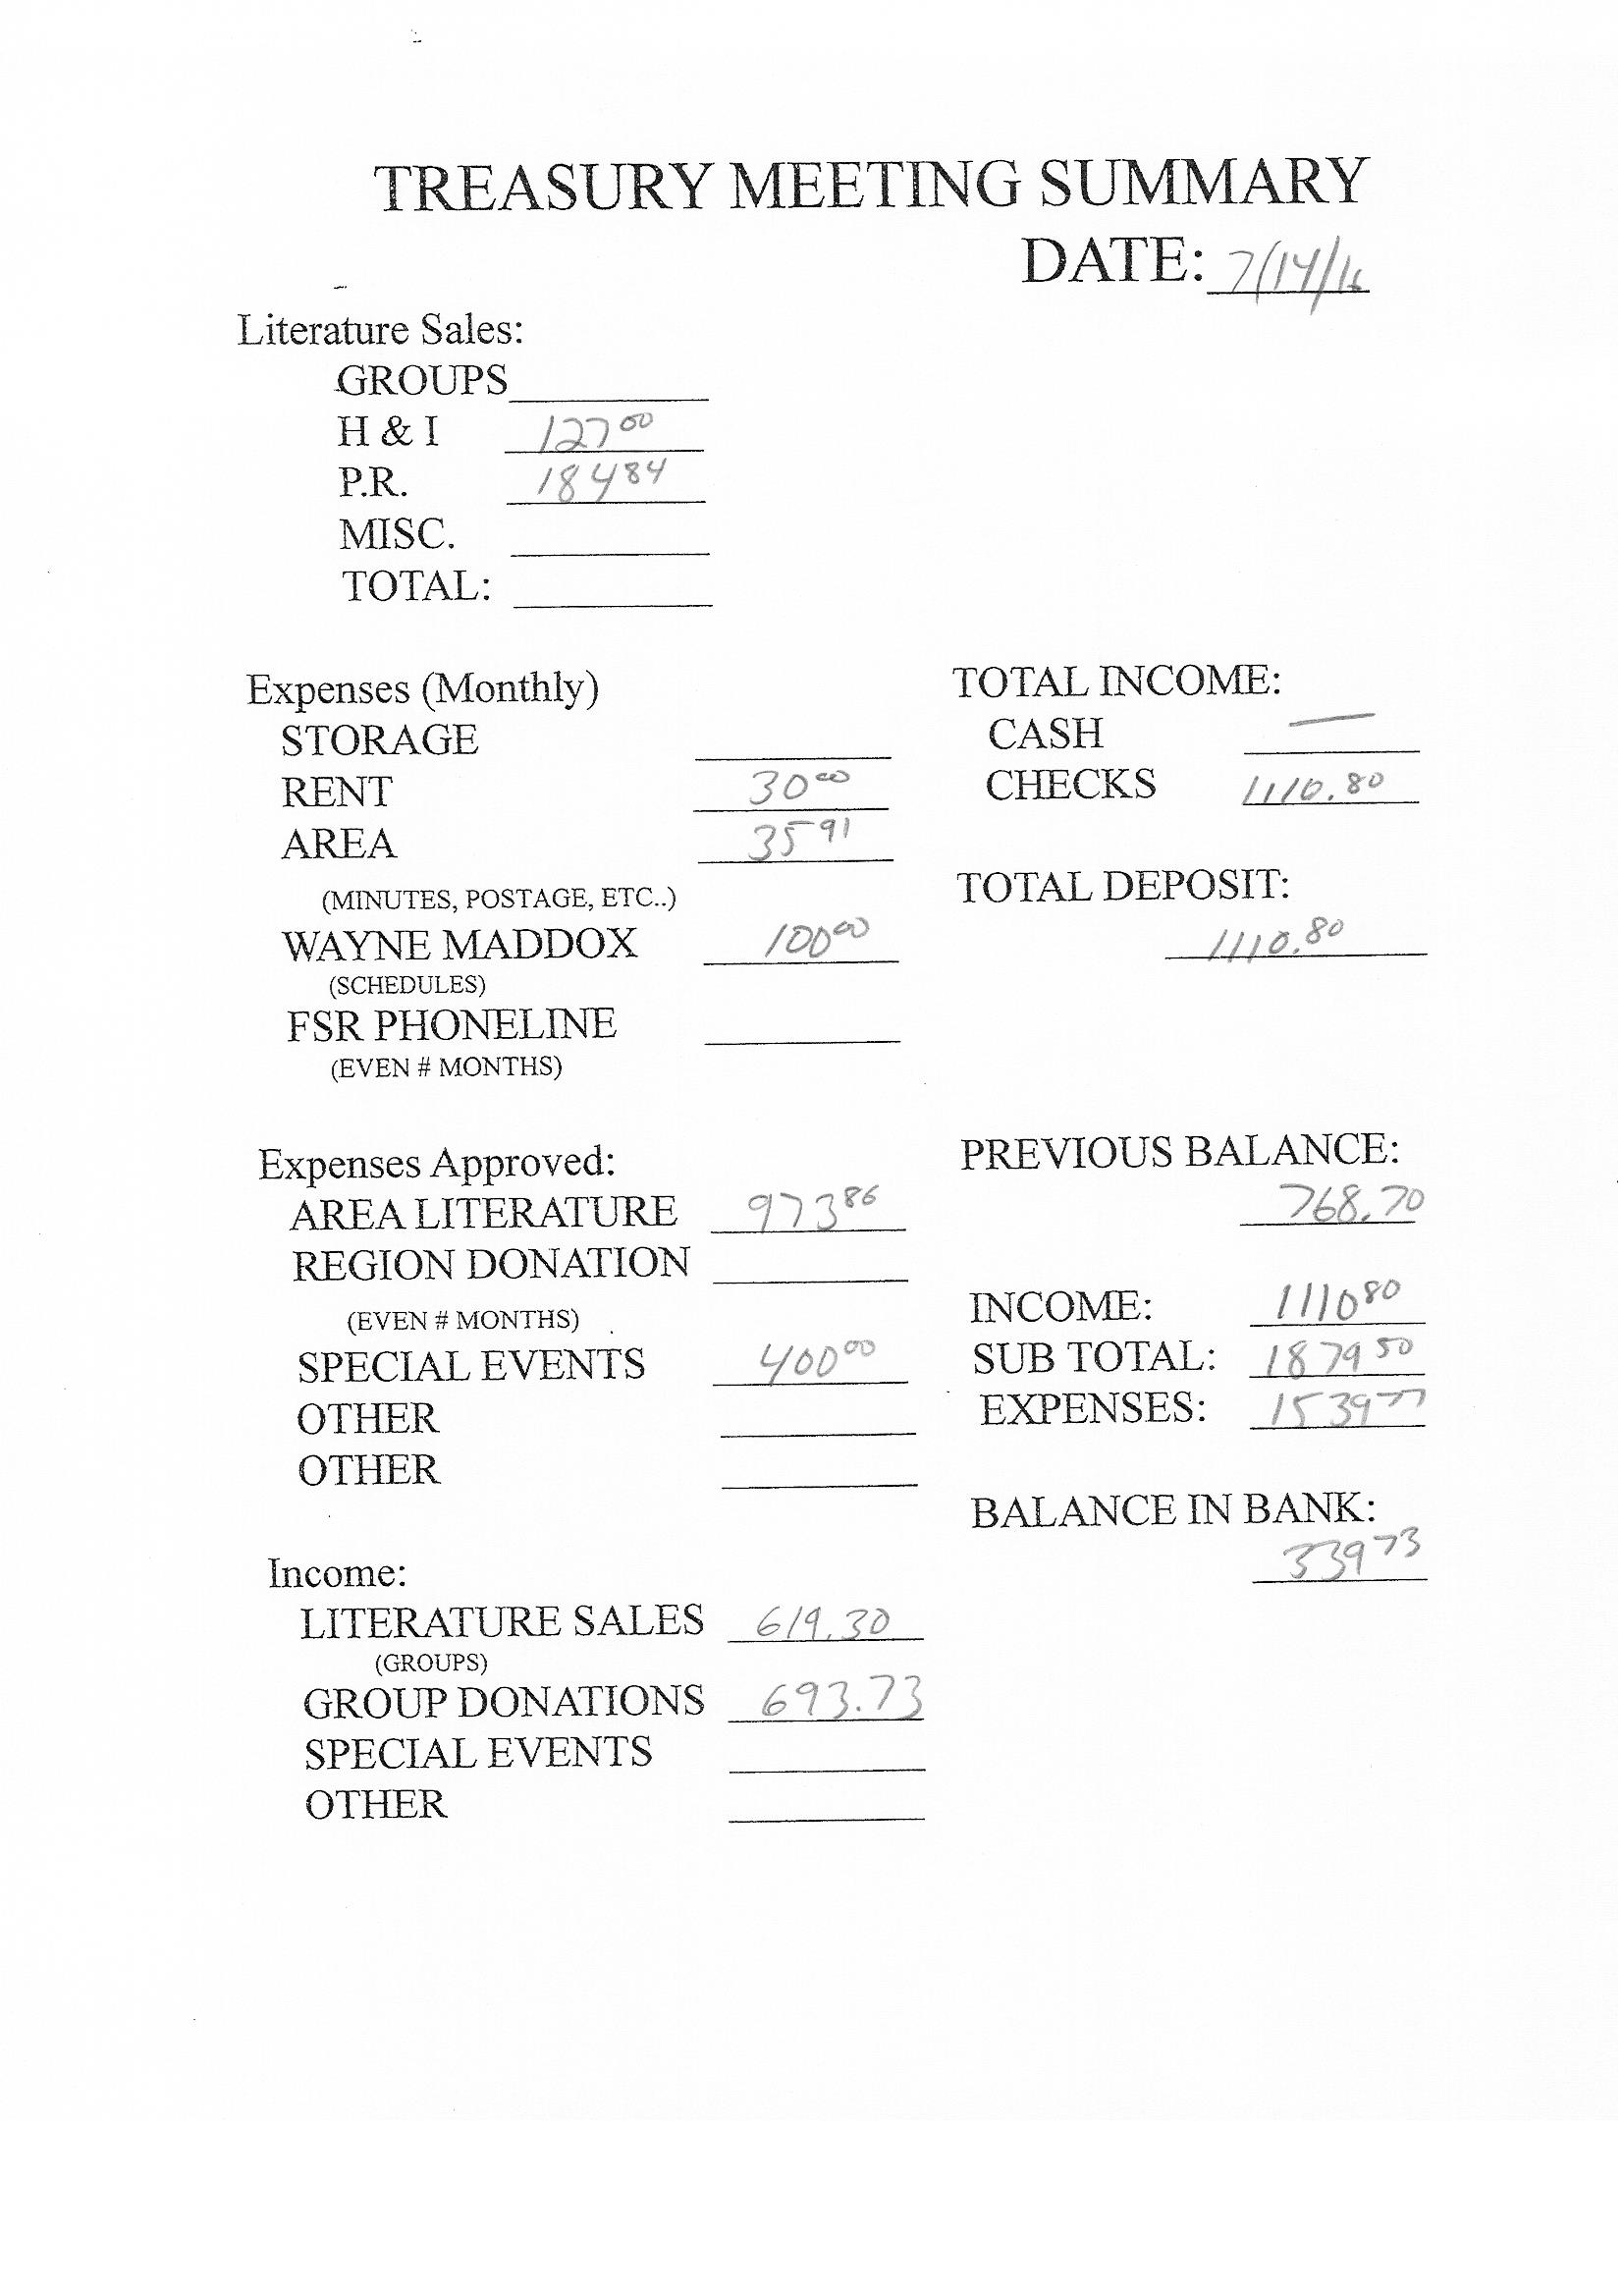 TREASURY MEETING SUMMARY
DATE: 7/14/16
Literature Sales:
GROUPS
H & I 127 00
P.R. 184 84
MISC.
TOTAL:
Expenses (Monthly)
STORAGE
RENT 30 00
AREA 35 91
(MINUTES, POSTAGE, ETC..)
WAYNE MADDOX 100 00
(SCHEDULES)
FSR PHONELINE
(EVEN # MONTHS)
TOTAL INCOME:
CASH —
CHECKS 1110.80
TOTAL DEPOSIT:
1110.80
Expenses Approved:
AREA LITERATURE 973 86
REGION DONATION
(EVEN # MONTHS)
SPECIAL EVENTS 400 00
OTHER
OTHER
PREVIOUS BALANCE:
768.70
INCOME: 1110 80
SUB TOTAL: 1879 50
EXPENSES: 1539 77
BALANCE IN BANK:
339 73
Income:
LITERATURE SALES 619.30
(GROUPS)
GROUP DONATIONS 693.73
SPECIAL EVENTS
OTHER